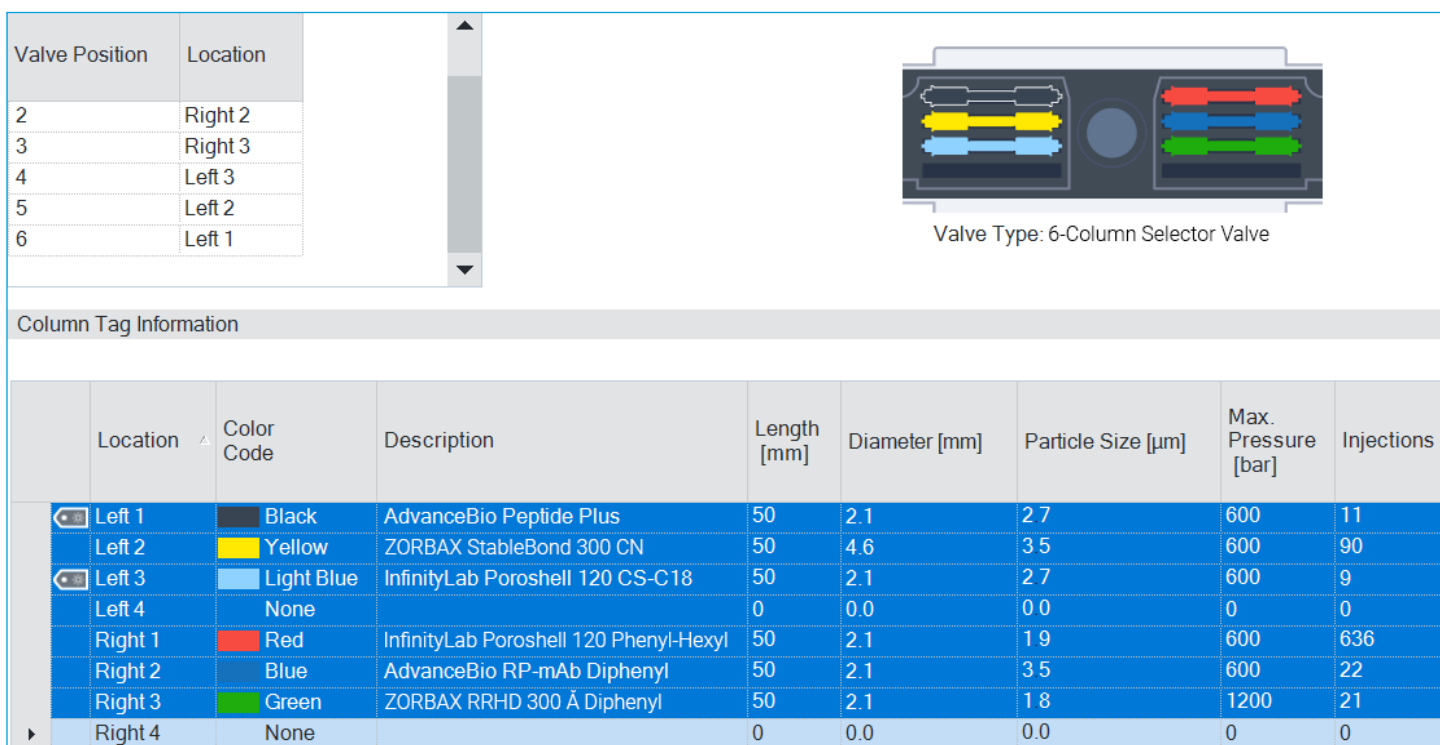 Valve Position Location
2 Right 2
3 Right 3
4 Left 3
5 Left 2
6 Left 1
Valve Type: 6-Column Selector Valve
Column Tag Information
Location Color Code Description Length [mm] Diameter [mm] Particle Size [µm] Max. Pressure [bar] Injections
Left 1 Black AdvanceBio Peptide Plus 50 2.1 2 7 600 11
Left 2 Yellow ZORBAX StableBond 300 CN 50 4.6 3 5 600 90
Left 3 Light Blue InfinityLab Poroshell 120 CS-C18 50 2.1 2 7 600 9
Left 4 None 0 0.0 0 0 0 0
Right 1 Red InfinityLab Poroshell 120 Phenyl-Hexyl 50 2.1 1 9 600 636
Right 2 Blue AdvanceBio RP-mAb Diphenyl 50 2.1 3 5 600 22
Right 3 Green ZORBAX RRHD 300 Ă Diphenyl 50 2.1 1 8 1200 21
Right 4 None 0 0.0 0.0 0 0